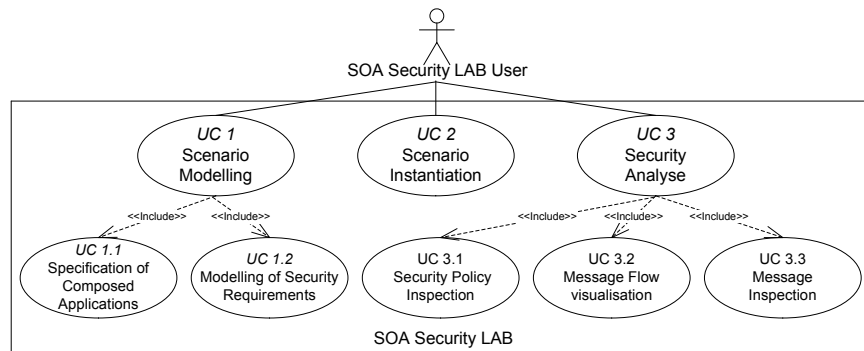 SOA Security LAB User
UC 1
Scenario
Modelling
UC 2
Scenario
Instantiation
UC 3
Security
Analyse
<<Include>>
<<Include>>
<<Include>>
<<Include>>
<<Include>>
UC 1.1
Specification of
Composed
Applications
UC 1.2
Modelling of Security
Requirements
UC 3.1
Security Policy
Inspection
UC 3.2
Message Flow
visualisation
UC 3.3
Message
Inspection
SOA Security LAB